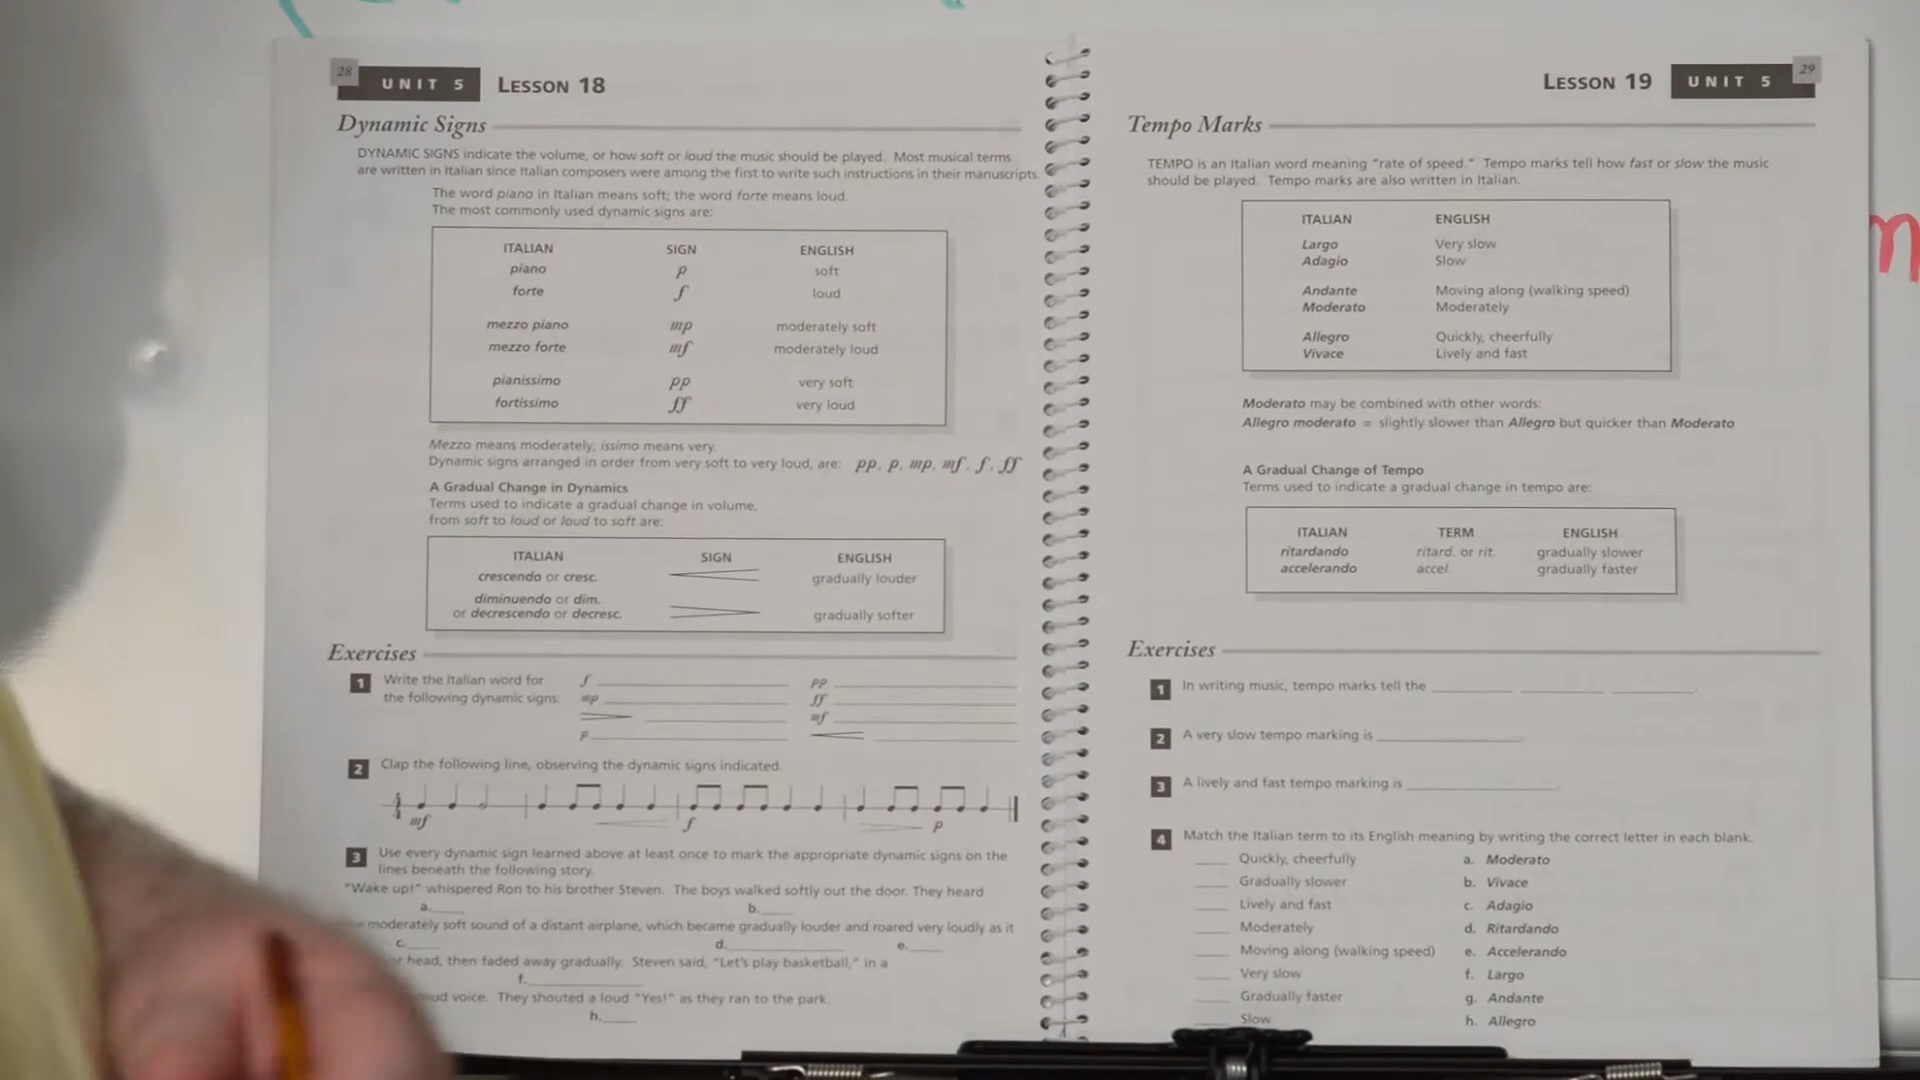 28
UNIT 5 LESSON 18
Dynamic Signs
DYNAMIC SIGNS indicate the volume, or how soft or loud the music should be played. Most musical terms
are written in Italian since Italian composers were among the first to write such instructions in their manuscripts.
The word piano in Italian means soft; the word forte means loud.
The most commonly used dynamic signs are:
ITALIAN SIGN ENGLISH
piano p soft
forte f loud
mezzo piano mp moderately soft
mezzo forte mf moderately loud
pianissimo pp very soft
fortissimo ff very loud
Mezzo means moderately; issimo means very.
Dynamic signs arranged in order from very soft to very loud, are: pp, p, mp, mf, f, ff
A Gradual Change in Dynamics
Terms used to indicate a gradual change in volume,
from soft to loud or loud to soft are:
ITALIAN SIGN ENGLISH
crescendo or cresc. gradually louder
diminuendo or dim.
or decrescendo or decresc. gradually softer
Exercises
1 Write the Italian word for
the following dynamic signs:
f pp
mp ff
mf
p
2 Clap the following line, observing the dynamic signs indicated.
4
4
mf f p
3 Use every dynamic sign learned above at least once to mark the appropriate dynamic signs on the
lines beneath the following story.
"Wake up!" whispered Ron to his brother Steven. The boys walked softly out the door. They heard
a. b.
moderately soft sound of a distant airplane, which became gradually louder and roared very loudly as it
c. d. e.
head, then faded away gradually. Steven said, "Let's play basketball," in a
f.
voice. They shouted a loud "Yes!" as they ran to the park.
h.
29
LESSON 19 UNIT 5
Tempo Marks
TEMPO is an Italian word meaning "rate of speed." Tempo marks tell how fast or slow the music
should be played. Tempo marks are also written in Italian.
ITALIAN ENGLISH
Largo Very slow
Adagio Slow
Andante Moving along (walking speed)
Moderato Moderately
Allegro Quickly, cheerfully
Vivace Lively and fast
Moderato may be combined with other words:
Allegro moderato = slightly slower than Allegro but quicker than Moderato
A Gradual Change of Tempo
Terms used to indicate a gradual change in tempo are:
ITALIAN TERM ENGLISH
ritardando ritard. or rit. gradually slower
accelerando accel. gradually faster
Exercises
1 In writing music, tempo marks tell the ______ ______ ______.
2 A very slow tempo marking is ______.
3 A lively and fast tempo marking is ______.
4 Match the Italian term to its English meaning by writing the correct letter in each blank.
____ Quickly, cheerfully a. Moderato
____ Gradually slower b. Vivace
____ Lively and fast c. Adagio
____ Moderately d. Ritardando
____ Moving along (walking speed) e. Accelerando
____ Very slow f. Largo
____ Gradually faster g. Andante
____ Slow h. Allegro